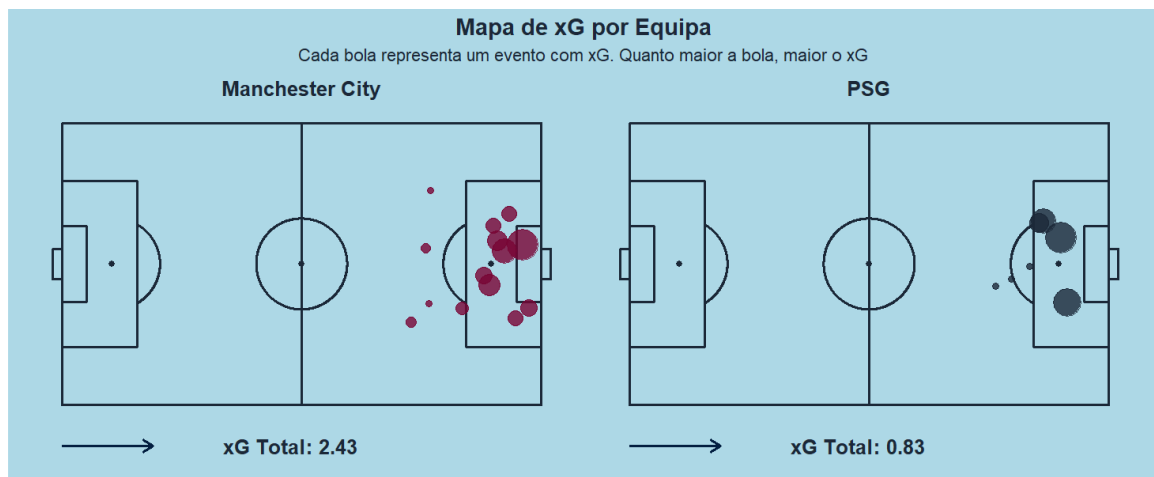 Mapa de xG por Equipa
Cada bola representa um evento com xG. Quanto maior a bola, maior o xG
Manchester City
PSG
xG Total: 2.43
xG Total: 0.83